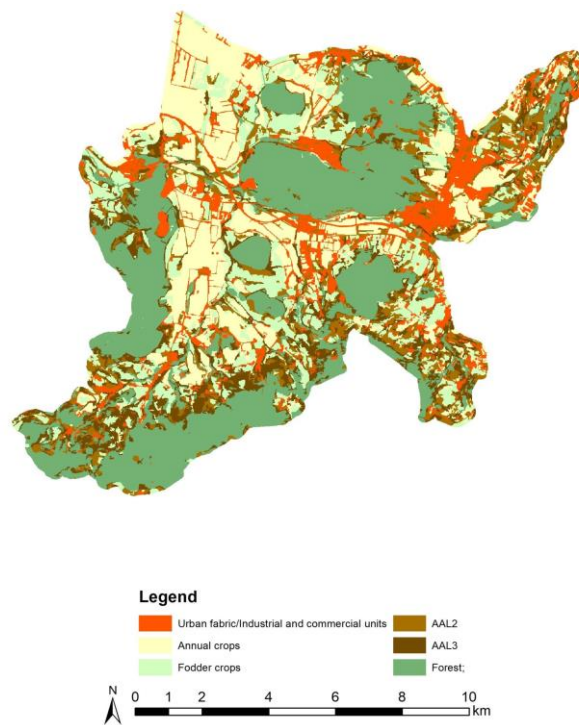 Legend
Urban fabric/Industrial and commercial units
Annual crops
Fodder crops
AAL2
AAL3
Forest;
N
0 1 2 4 6 8 10
km